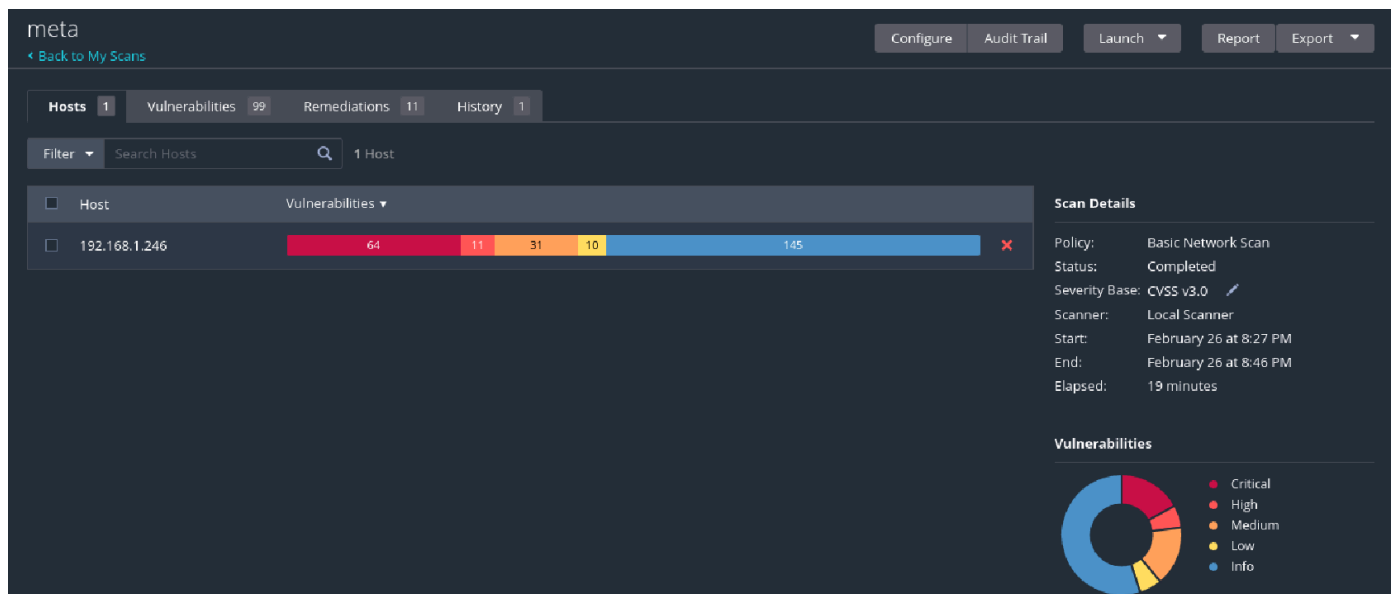 meta
Configure Audit Trail Launch Report Export
Back to My Scans
Hosts 1 Vulnerabilities 99 Remediations 11 History 1
Filter Search Hosts 1 Host
Host Vulnerabilities
192.168.1.246 64 11 31 10 145
Scan Details
Policy: Basic Network Scan
Status: Completed
Severity Base: CVSS v3.0
Scanner: Local Scanner
Start: February 26 at 8:27 PM
End: February 26 at 8:46 PM
Elapsed: 19 minutes
Vulnerabilities
Critical
High
Medium
Low
Info